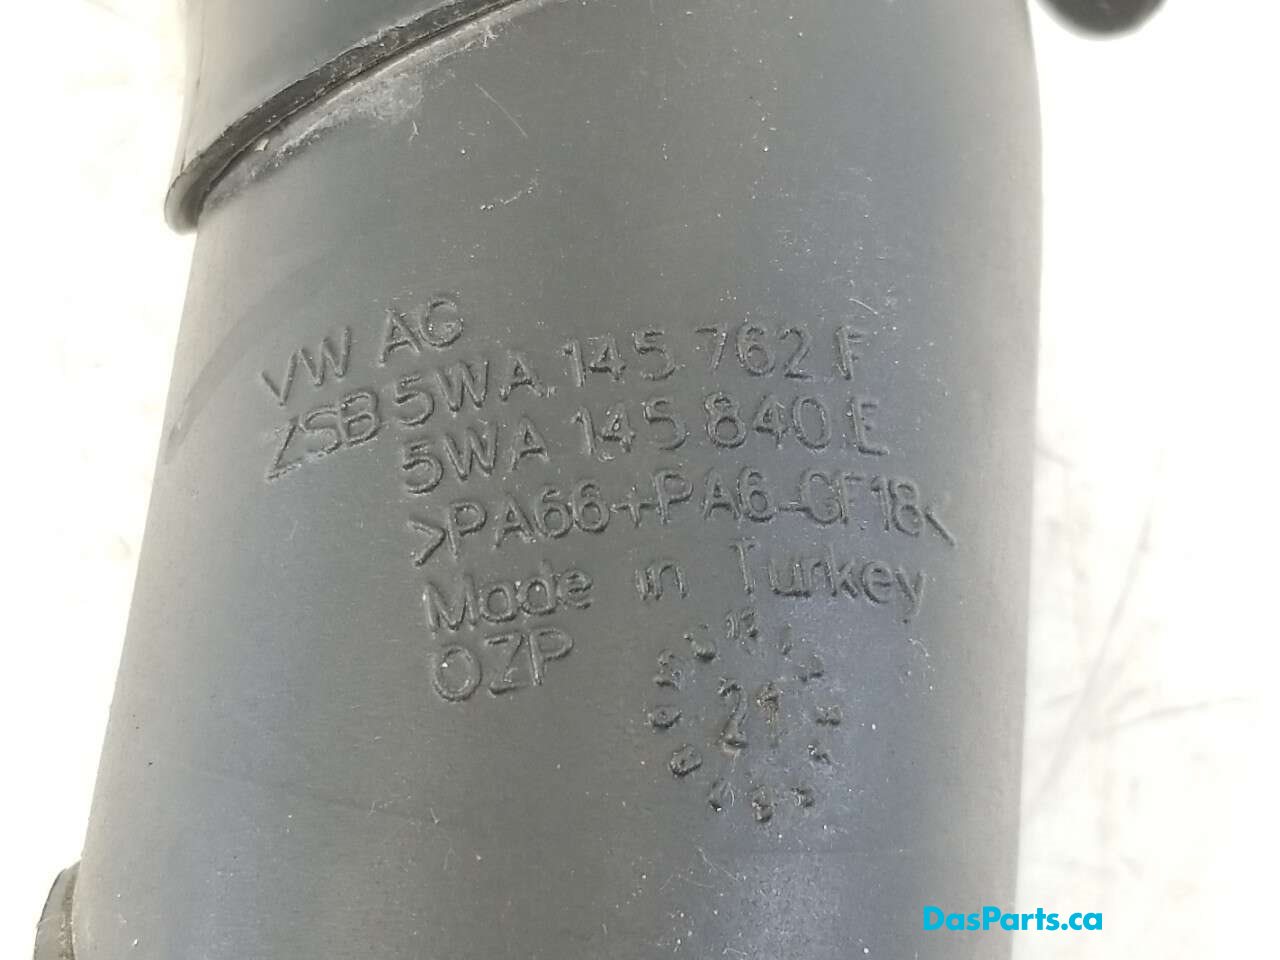 VW AG
ZSB 5WA.145 762 F
5WA 145 840 E
>PA66+PA6-GF18<
Made in Turkey
OZP
21
DasParts.ca